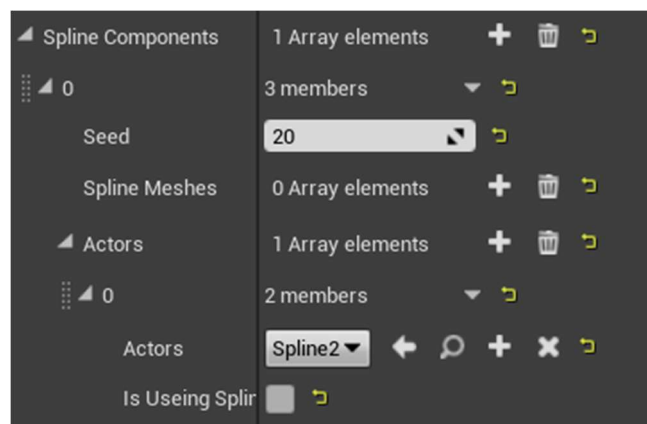 Spline Components 1 Array elements
0 3 members
Seed 20
Spline Meshes 0 Array elements
Actors 1 Array elements
0 2 members
Actors Spline2
Is Useing Splin